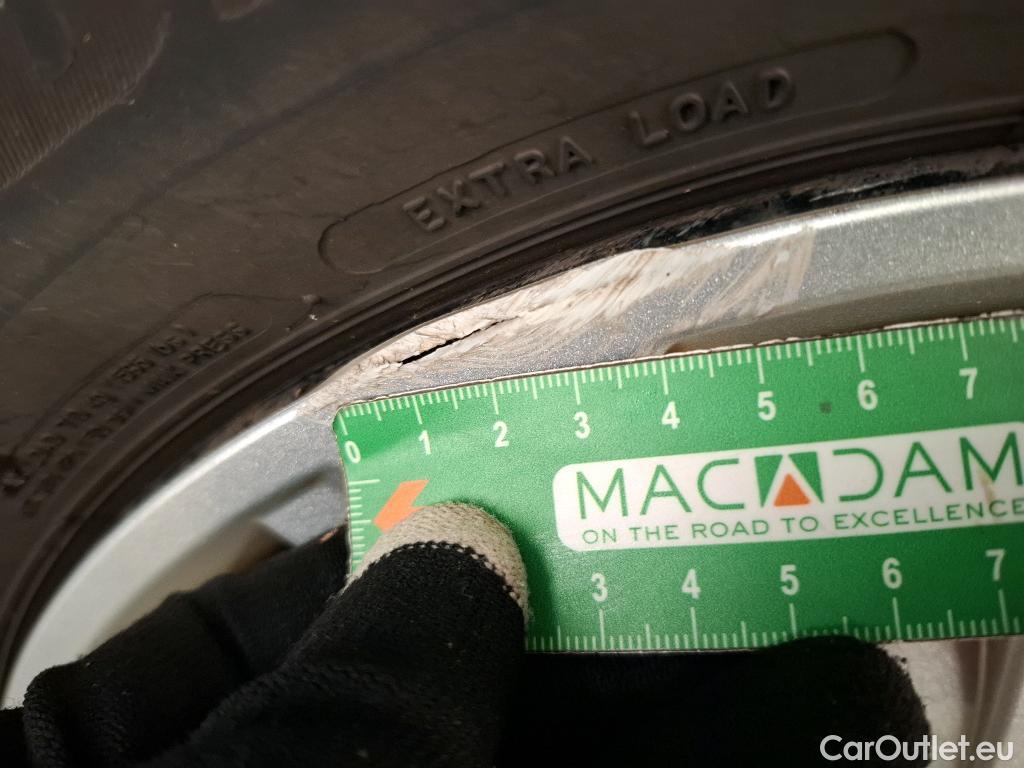 EXTRA LOAD
0 1 2 3 4 5 6 7
MACADAM
ON THE ROAD TO EXCELLENCE
3 4 5 6 7
CarOutlet.eu